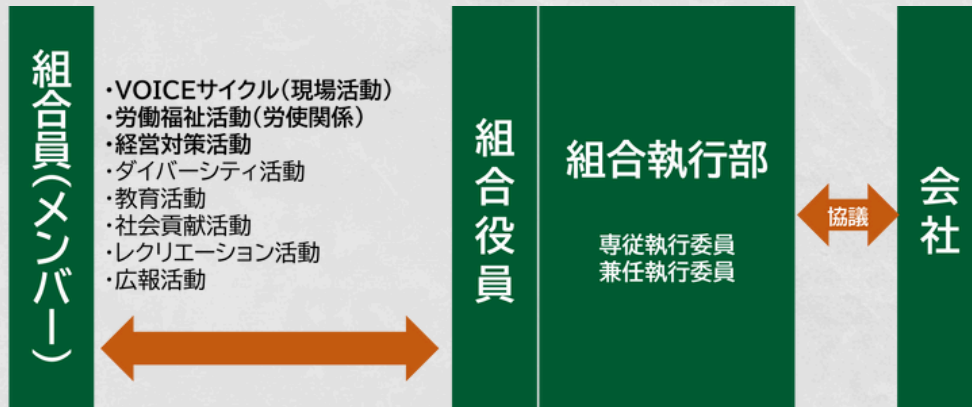 組合員(メンバー)
・VOICEサイクル(現場活動)
・労働福祉活動(労使関係)
・経営対策活動
・ダイバーシティ活動
・教育活動
・社会貢献活動
・レクリエーション活動
・広報活動
組合役員
組合執行部
専従執行委員
兼任執行委員
協議
会社